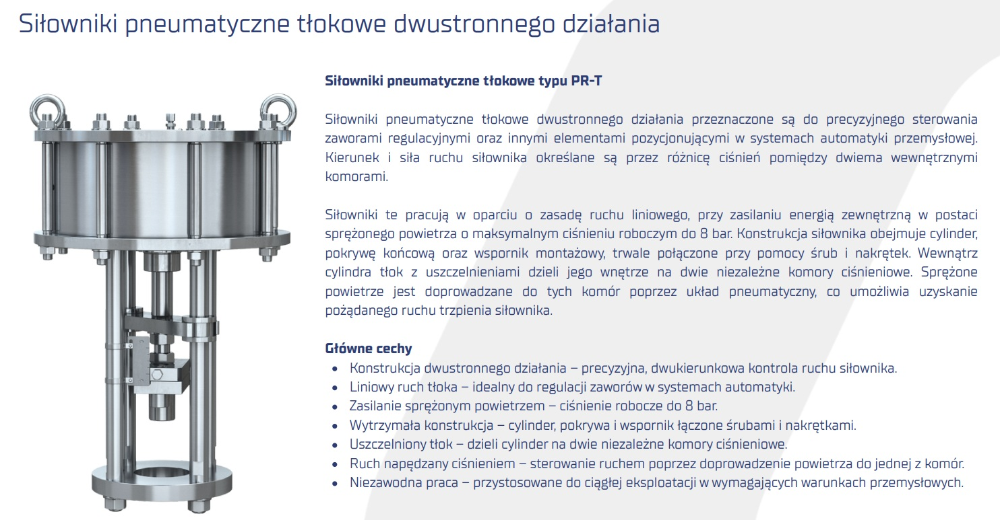 Siłowniki pneumatyczne tłokowe dwustronnego działania
Siłowniki pneumatyczne tłokowe typu PR-T
Siłowniki pneumatyczne tłokowe dwustronnego działania przeznaczone są do precyzyjnego sterowania
zaworami regulacyjnymi oraz innymi elementami pozycjonującymi w systemach automatyki przemysłowej.
Kierunek i siła ruchu siłownika określane są przez różnicę ciśnień pomiędzy dwiema wewnętrznymi
komorami.
Siłowniki te pracują w oparciu o zasadę ruchu liniowego, przy zasilaniu energią zewnętrzną w postaci
sprężonego powietrza o maksymalnym ciśnieniu roboczym do 8 bar. Konstrukcja siłownika obejmuje cylinder,
pokrywę końcową oraz wspornik montażowy, trwale połączone przy pomocy śrub i nakrętek. Wewnątrz
cylindra tłok z uszczelnieniami dzieli jego wnętrze na dwie niezależne komory ciśnieniowe. Sprężone
powietrze jest doprowadzane do tych komór poprzez układ pneumatyczny, co umożliwia uzyskanie
pożądanego ruchu trzpienia siłownika.
Główne cechy
• Konstrukcja dwustronnego działania – precyzyjna, dwukierunkowa kontrola ruchu siłownika.
• Liniowy ruch tłoka – idealny do regulacji zaworów w systemach automatyki.
• Zasilanie sprężonym powietrzem – ciśnienie robocze do 8 bar.
• Wytrzymała konstrukcja – cylinder, pokrywa i wspornik łączone śrubami i nakrętkami.
• Uszczelniony tłok – dzieli cylinder na dwie niezależne komory ciśnieniowe.
• Ruch napędzany ciśnieniem – sterowanie ruchem poprzez doprowadzenie powietrza do jednej z komór.
• Niezawodna praca – przystosowane do ciągłej eksploatacji w wymagających warunkach przemysłowych.